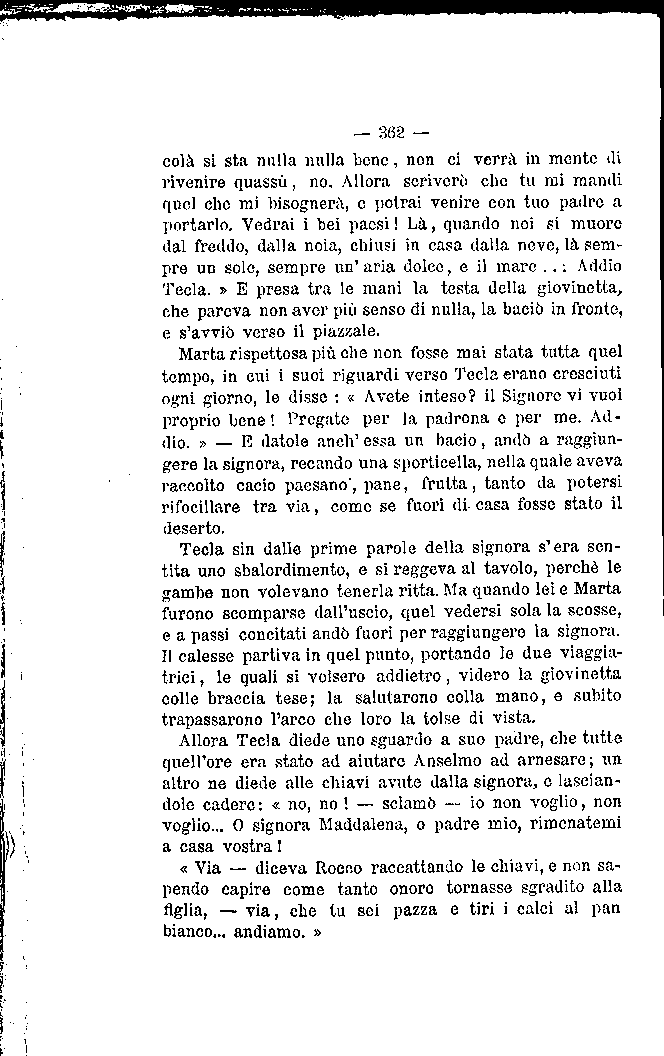 — 362 —
colà si sta nulla nulla bene, non ci verrà in mente di
rivenire quassù, no. Allora scriverò che tu mi mandi
quel che mi bisognerà, e potrai venire con tuo padre a
portarlo. Vedrai i bei paesi! Là, quando noi si muore
dal freddo, dalla noia, chiusi in casa dalla neve, là sem-
pre un sole, sempre un' aria dolce, e il mare ..: Addio
Tecla. » E presa tra le mani la testa della giovinetta,
che pareva non aver più senso di nulla, la baciò in fronte,
e s'avviò verso il piazzale.
Marta rispettosa più che non fosse mai stata tutta quel
tempo, in cui i suoi riguardi verso Tecla erano cresciuti
ogni giorno, le disse : « Avete inteso? il Signore vi vuol
proprio bene! Pregate per la padrona e per me. Ad-
dio. » — E datole anch' essa un bacio, andò a raggiun-
gere la signora, recando una sporticella, nella quale aveva
raccolto cacio paesano, pane, frutta, tanto da potersi
rifocillare tra via, come se fuori di casa fosse stato il
deserto.
Tecla sin dalle prime parole della signora s'era sen-
tita uno sbalordimento, e si reggeva al tavolo, perchè le
gambe non volevano tenerla ritta. Ma quando lei e Marta
furono scomparse dall'uscio, quel vedersi sola la scosse,
e a passi concitati andò fuori per raggiungere la signora.
Il calesse partiva in quel punto, portando le due viaggia-
trici, le quali si volsero addietro, videro la giovinetta
colle braccia tese; la salutarono colla mano, e subito
trapassarono l'arco che loro la tolse di vista.
Allora Tecla diede uno sguardo a suo padre, che tutte
quell'ore era stato ad aiutare Anselmo ad arnesare; un
altro ne diede alle chiavi avute dalla signora, e lascian-
dole cadere: « no, no ! — sclamò — io non voglio, non
voglio... O signora Maddalena, o padre mio, rimenatemi
a casa vostra!
« Via — diceva Rocco raccattando le chiavi, e non sa-
pendo capire come tanto onore tornasse sgradito alla
figlia, — via, che tu sei pazza e tiri i calci al pan
bianco... andiamo. »